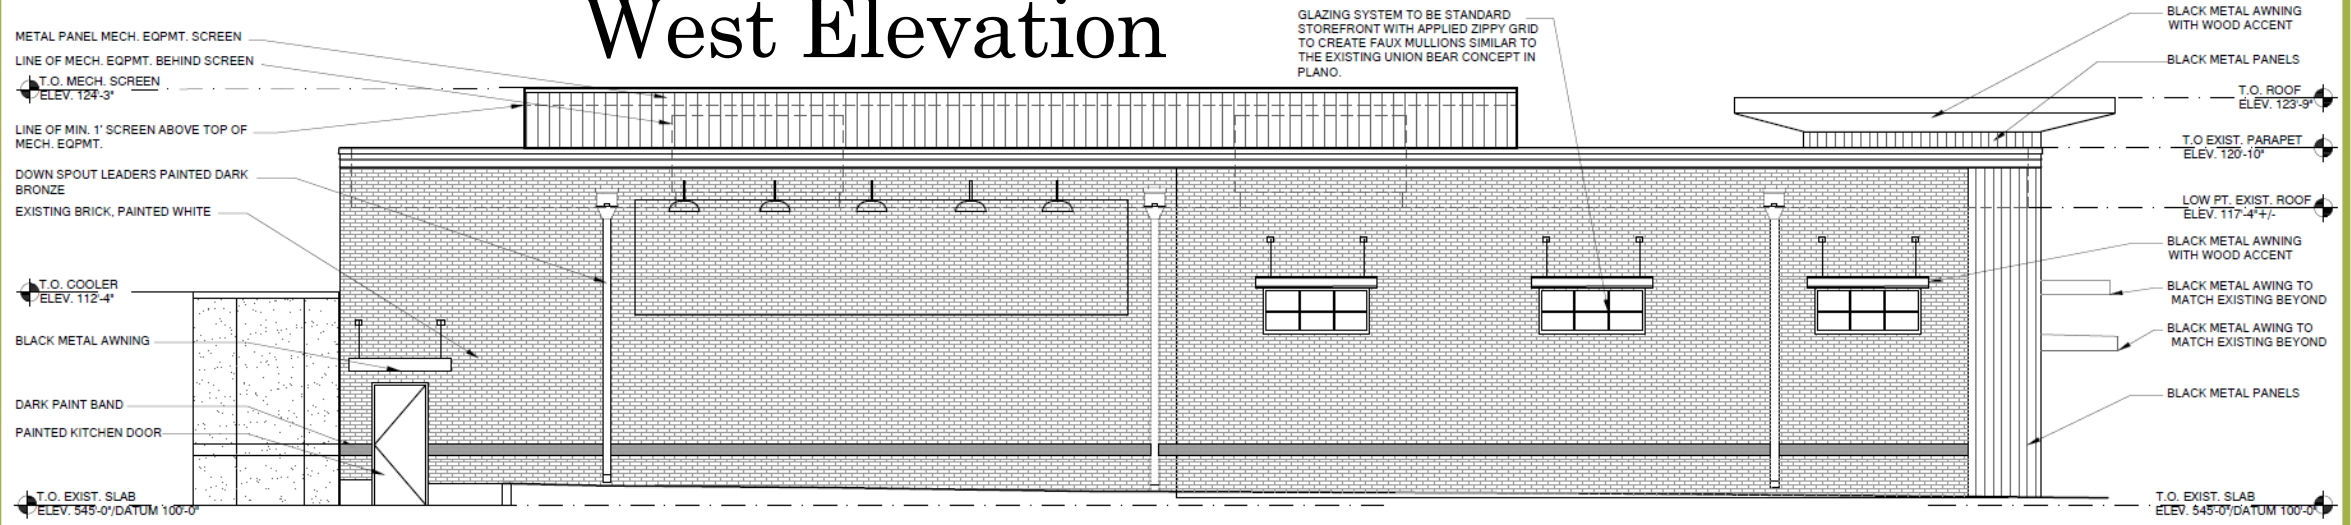 West Elevation
METAL PANEL MECH. EQPMT. SCREEN
LINE OF MECH. EQPMT. BEHIND SCREEN
T.O. MECH. SCREEN
ELEV. 124'-3"
LINE OF MIN. 1' SCREEN ABOVE TOP OF
MECH. EQPMT.
DOWN SPOUT LEADERS PAINTED DARK
BRONZE
EXISTING BRICK, PAINTED WHITE
T.O. COOLER
ELEV. 112'-4"
BLACK METAL AWNING
DARK PAINT BAND
PAINTED KITCHEN DOOR
T.O. EXIST. SLAB
ELEV. 545'-0"/DATUM 100'-0"
GLAZING SYSTEM TO BE STANDARD
STOREFRONT WITH APPLIED ZIPPY GRID
TO CREATE FAUX MULLIONS SIMILAR TO
THE EXISTING UNION BEAR CONCEPT IN
PLANO.
BLACK METAL AWNING
WITH WOOD ACCENT
BLACK METAL PANELS
T.O. ROOF
ELEV. 123'-9"
T.O EXIST. PARAPET
ELEV. 120'-10"
LOW PT. EXIST. ROOF
ELEV. 117'-4"+/-
BLACK METAL AWNING
WITH WOOD ACCENT
BLACK METAL AWING TO
MATCH EXISTING BEYOND
BLACK METAL AWING TO
MATCH EXISTING BEYOND
BLACK METAL PANELS
T.O. EXIST. SLAB
ELEV. 545'-0"/DATUM 100'-0"